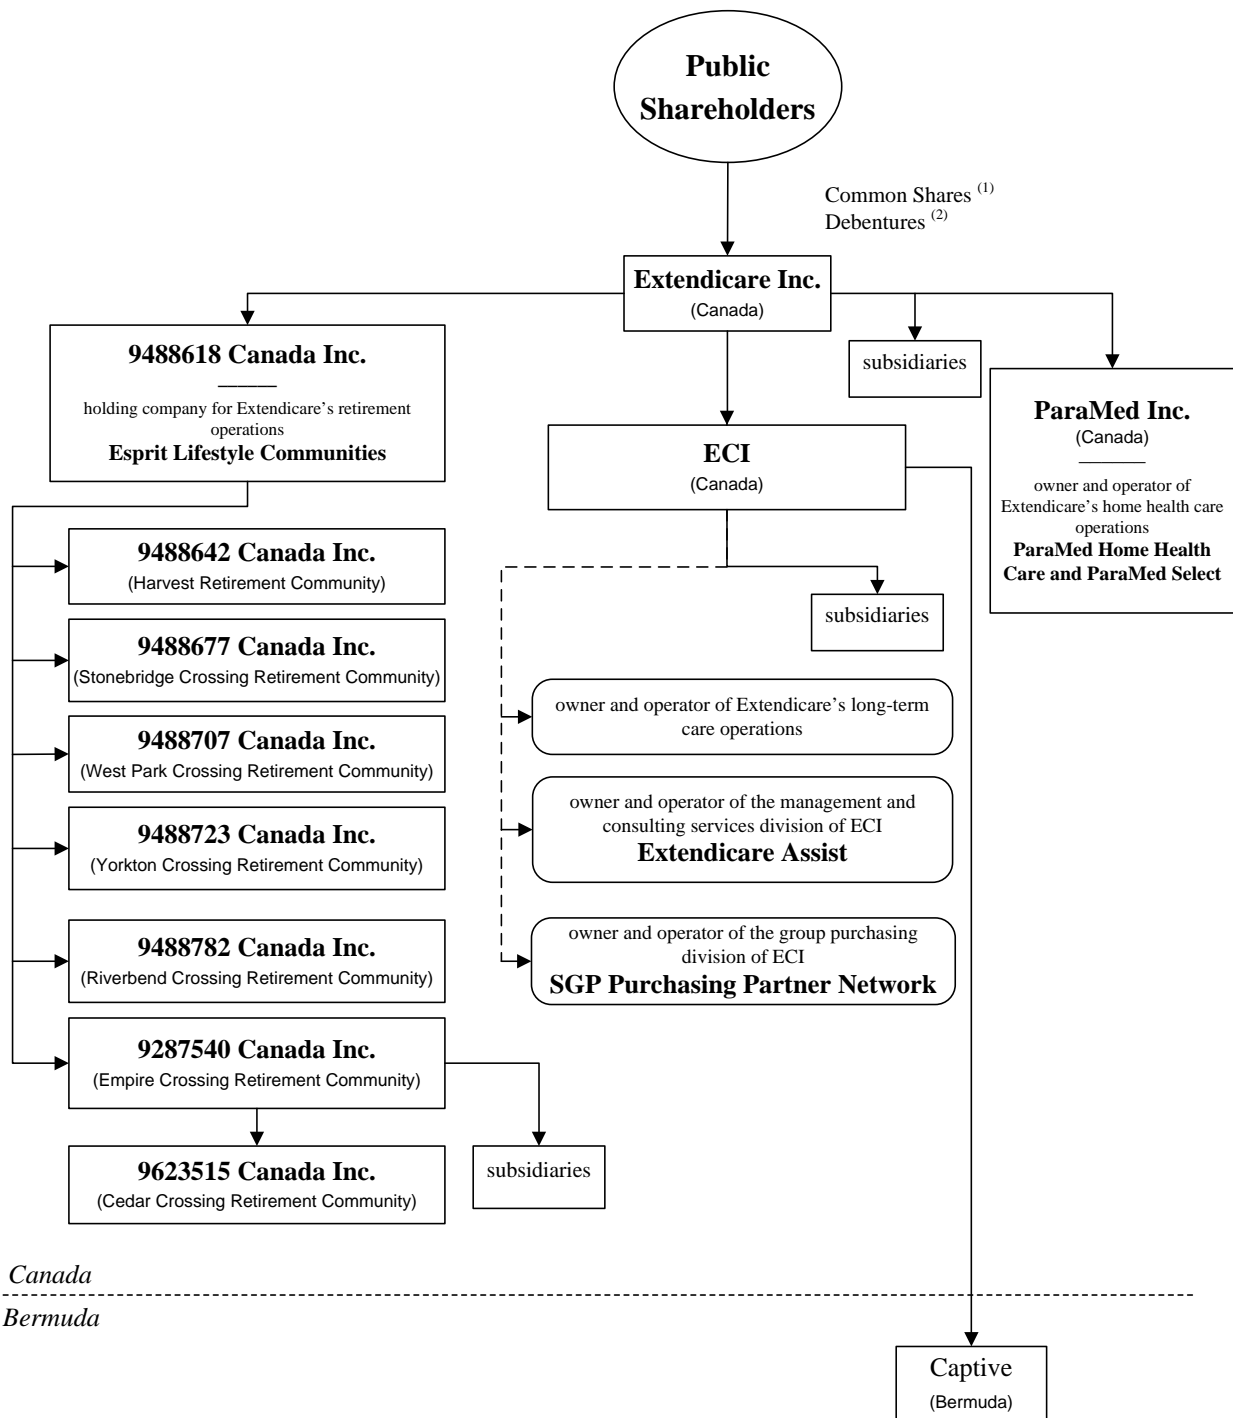 Public
Shareholders
Common Shares (1)
Debentures (2)
Extendicare Inc.
(Canada)
9488618 Canada Inc.
holding company for Extendicare’s retirement
operations
Esprit Lifestyle Communities
subsidiaries
ParaMed Inc.
(Canada)
owner and operator of
Extendicare’s home health care
operations
ParaMed Home Health
Care and ParaMed Select
ECI
(Canada)
9488642 Canada Inc.
(Harvest Retirement Community)
subsidiaries
9488677 Canada Inc.
(Stonebridge Crossing Retirement Community)
owner and operator of Extendicare’s long-term
care operations
9488707 Canada Inc.
(West Park Crossing Retirement Community)
owner and operator of the management and
consulting services division of ECI
Extendicare Assist
9488723 Canada Inc.
(Yorkton Crossing Retirement Community)
9488782 Canada Inc.
(Riverbend Crossing Retirement Community)
owner and operator of the group purchasing
division of ECI
SGP Purchasing Partner Network
9287540 Canada Inc.
(Empire Crossing Retirement Community)
9623515 Canada Inc.
(Cedar Crossing Retirement Community)
subsidiaries
Canada
Bermuda
Captive
(Bermuda)